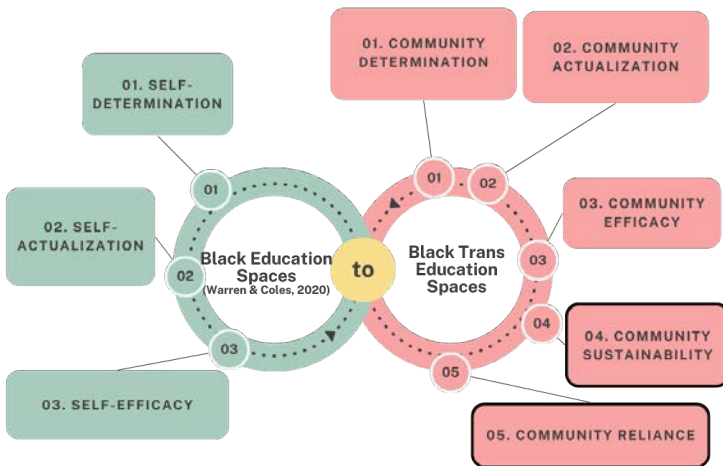 01. SELF-
DETERMINATION
02. SELF-
ACTUALIZATION
03. SELF-EFFICACY
01
02
03
Black Education
Spaces
(Warren & Coles, 2020)
to
Black Trans
Education
Spaces
01
02
03
04
05
01. COMMUNITY
DETERMINATION
02. COMMUNITY
ACTUALIZATION
03. COMMUNITY
EFFICACY
04. COMMUNITY
SUSTAINABILITY
05. COMMUNITY RELIANCE